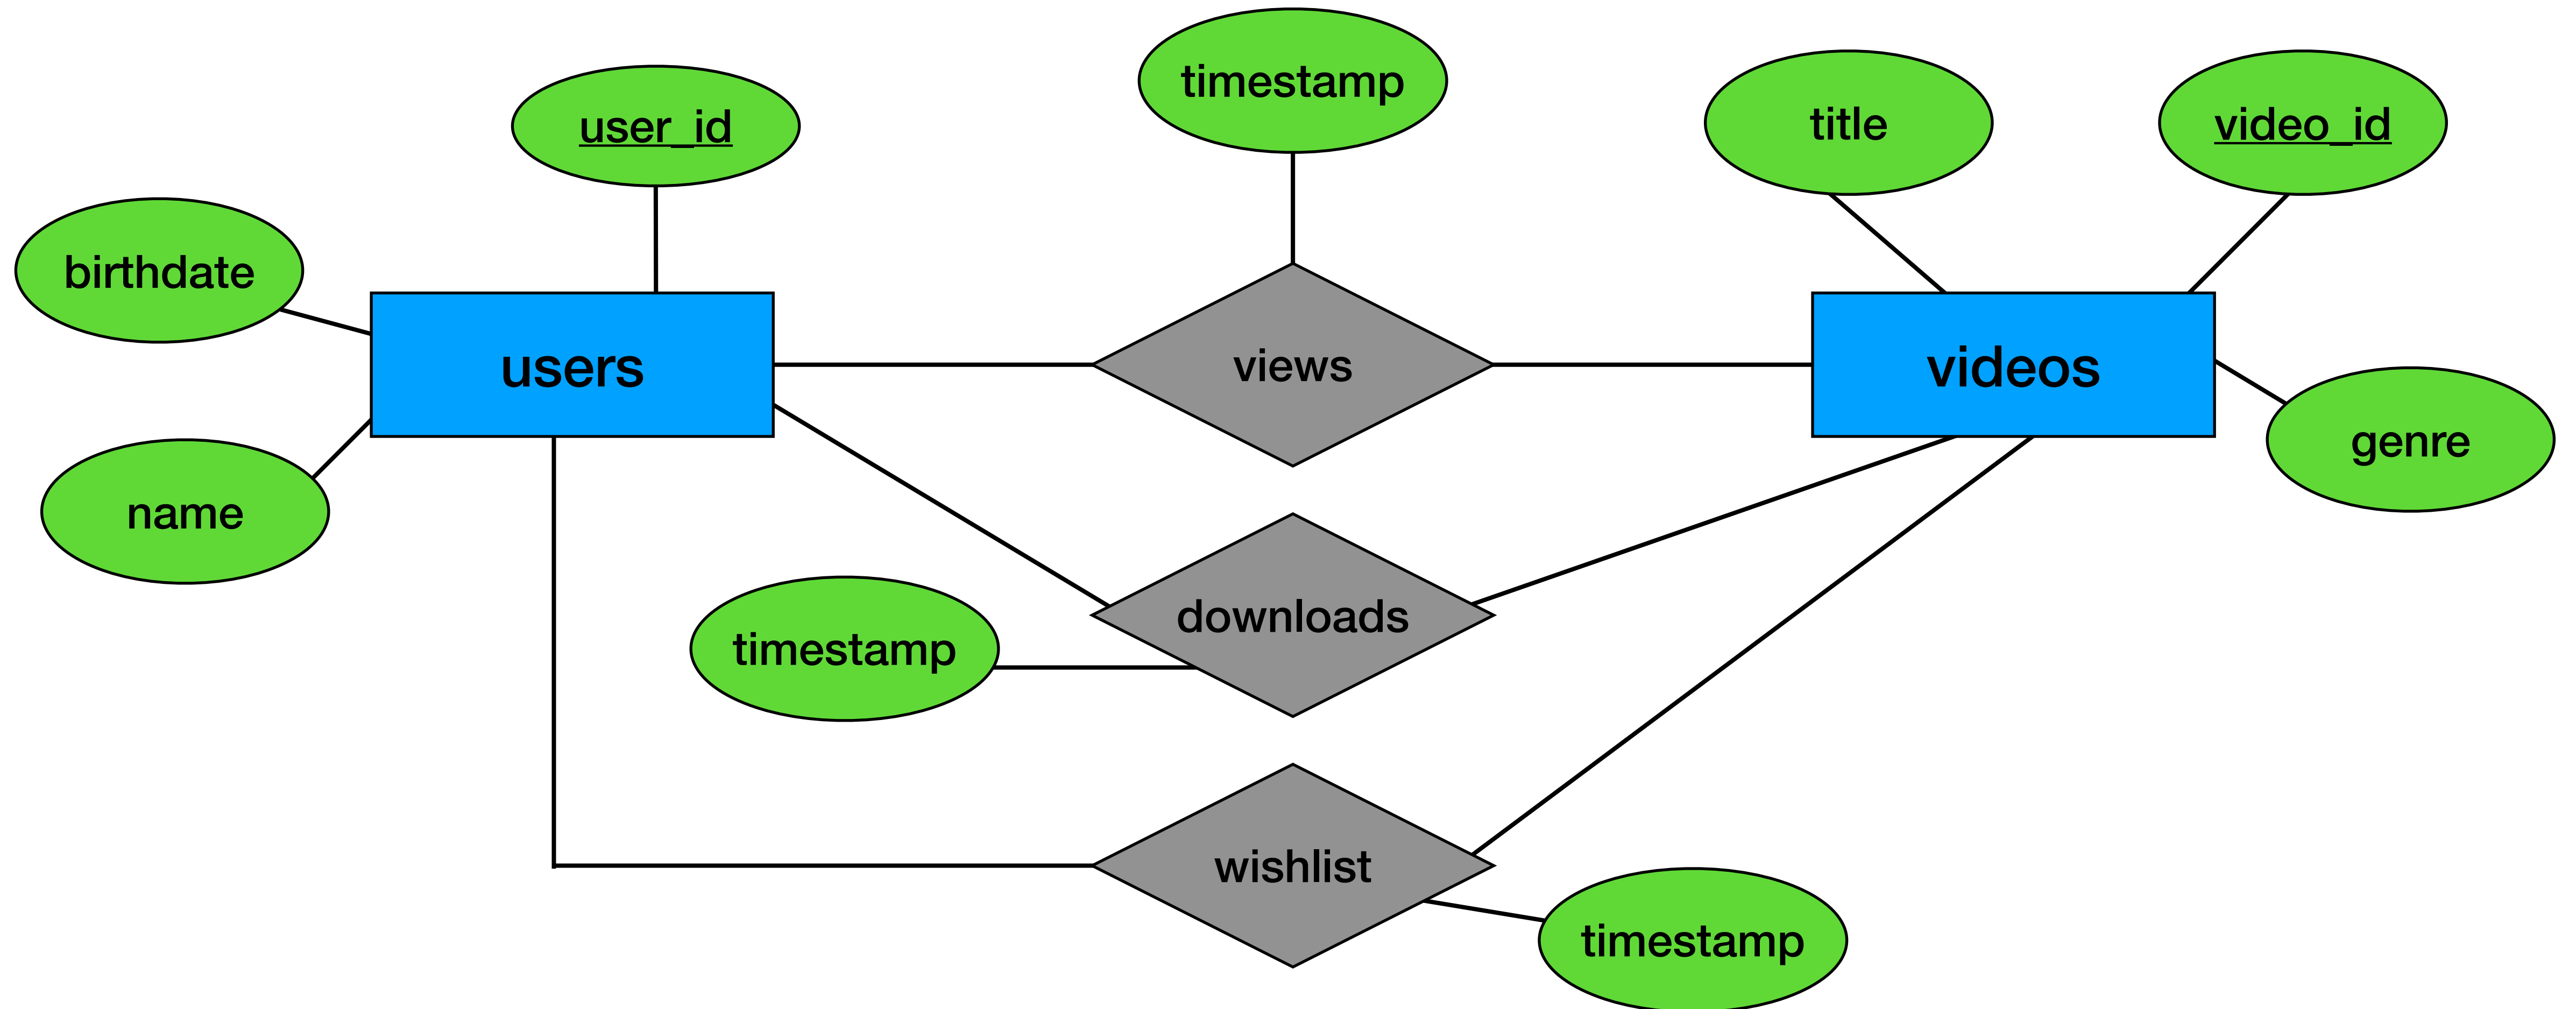 timestamp
title
video_id
user_id
birthdate
users
views
videos
genre
name
downloads
timestamp
wishlist
timestamp